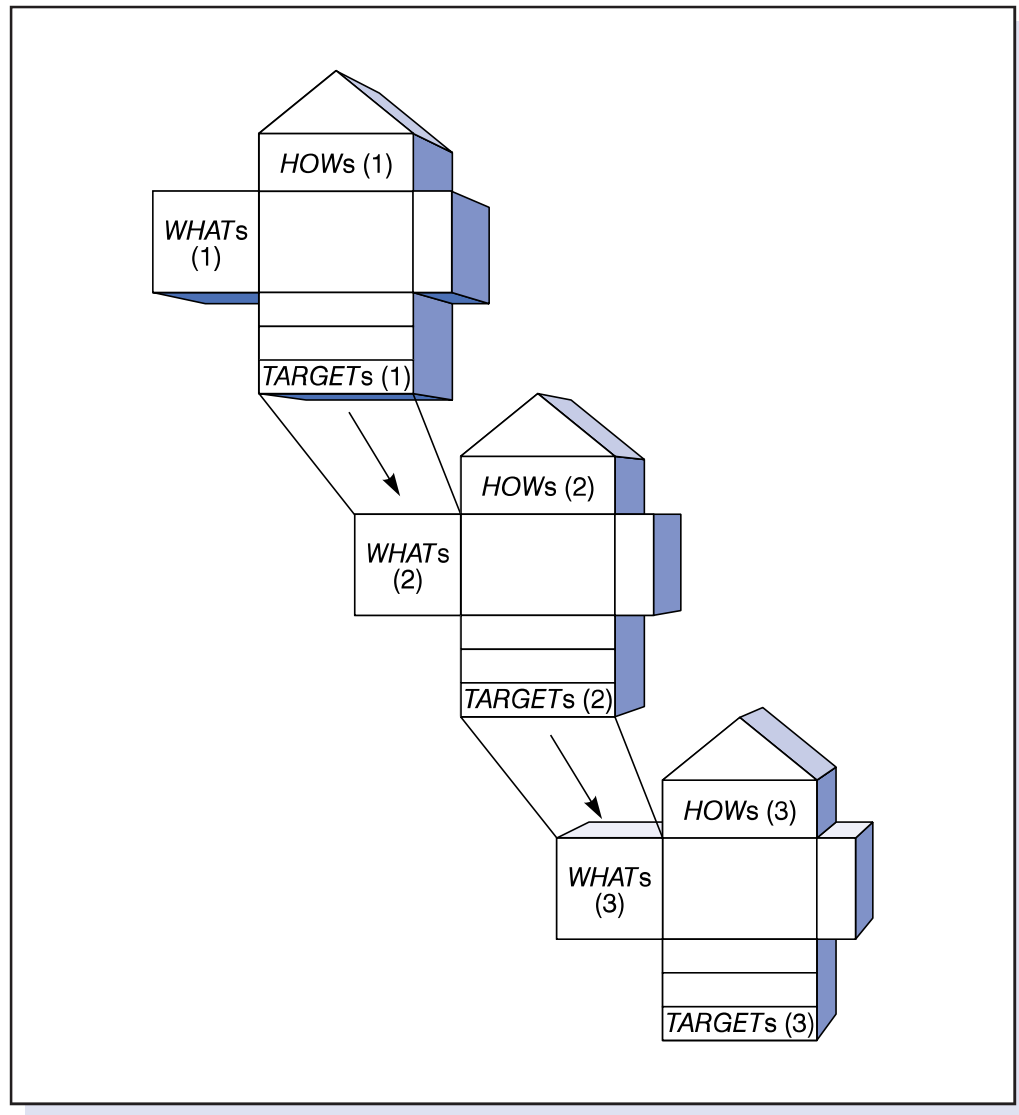 HOWs (1)
WHATs
(1)
TARGETs (1)
HOWs (2)
WHATs
(2)
TARGETs (2)
HOWs (3)
WHATs
(3)
TARGETs (3)